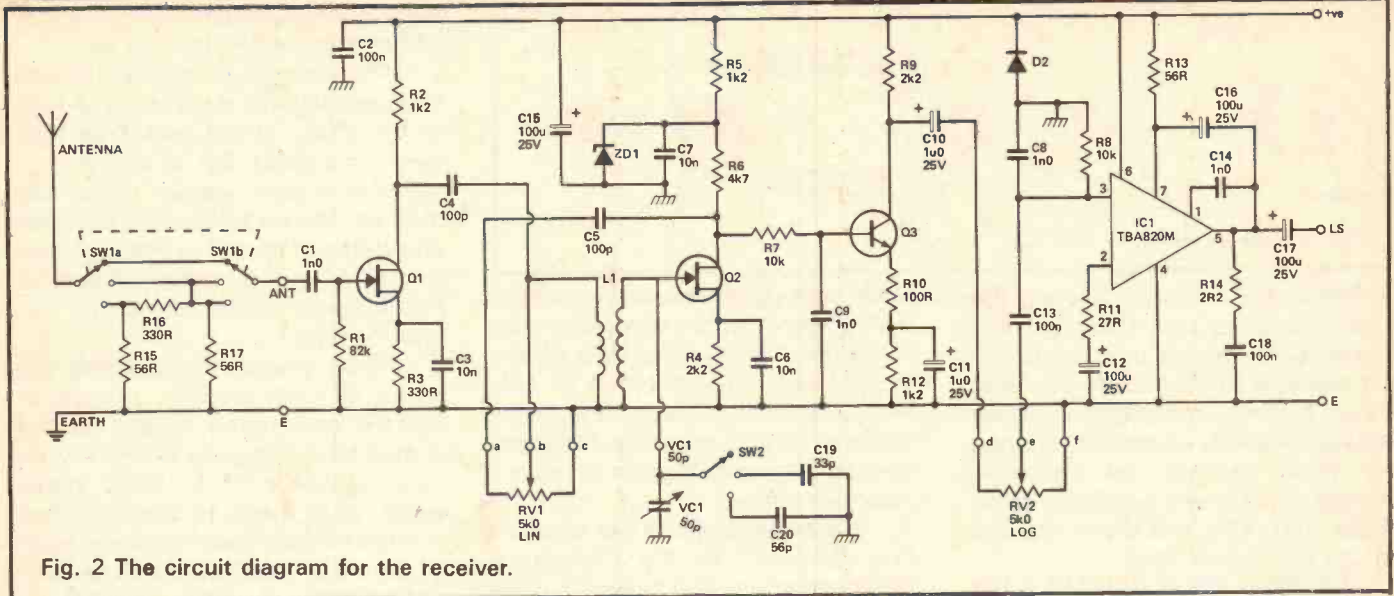 C2
100n
R2
1k2
C15
100u
25V
+
ZD1
R5
1k2
C7
10n
R6
4k7
R9
2k2
+
C10
1u0
25V
D2
C8
1n0
R8
10k
R13
56R
+
C16
100u
25V
C14
1n0
+ve
ANTENNA
SW1a
SW1b
C1
1n0
ANT
R16
330R
R15
56R
R17
56R
EARTH
E
R1
82k
Q1
R3
330R
C3
10n
C4
100p
C5
100p
L1
Q2
R4
2k2
C6
10n
R7
10k
C9
1n0
Q3
R10
100R
R12
1k2
+
C11
1u0
25V
C13
100n
3
2
6
7
1
5
4
IC1
TBA820M
R11
27R
+
C12
100u
25V
+
C17
100u
25V
LS
R14
2R2
C18
100n
E
a
b
c
RV1
5k0
LIN
VC1
50p
VC1
50p
SW2
C19
33p
C20
56p
d
e
f
RV2
5k0
LOG
Fig. 2 The circuit diagram for the receiver.